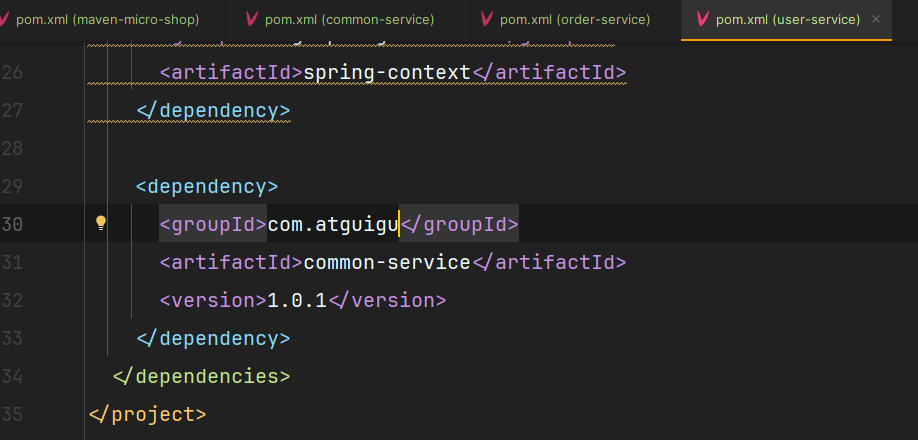 pom.xml (maven-micro-shop)
pom.xml (common-service)
pom.xml (order-service)
pom.xml (user-service) ×
26 <artifactId>spring-context</artifactId>
27 </dependency>
28
29 <dependency>
30 <groupId>com.atguigu</groupId>
31 <artifactId>common-service</artifactId>
32 <version>1.0.1</version>
33 </dependency>
34 </dependencies>
35 </project>